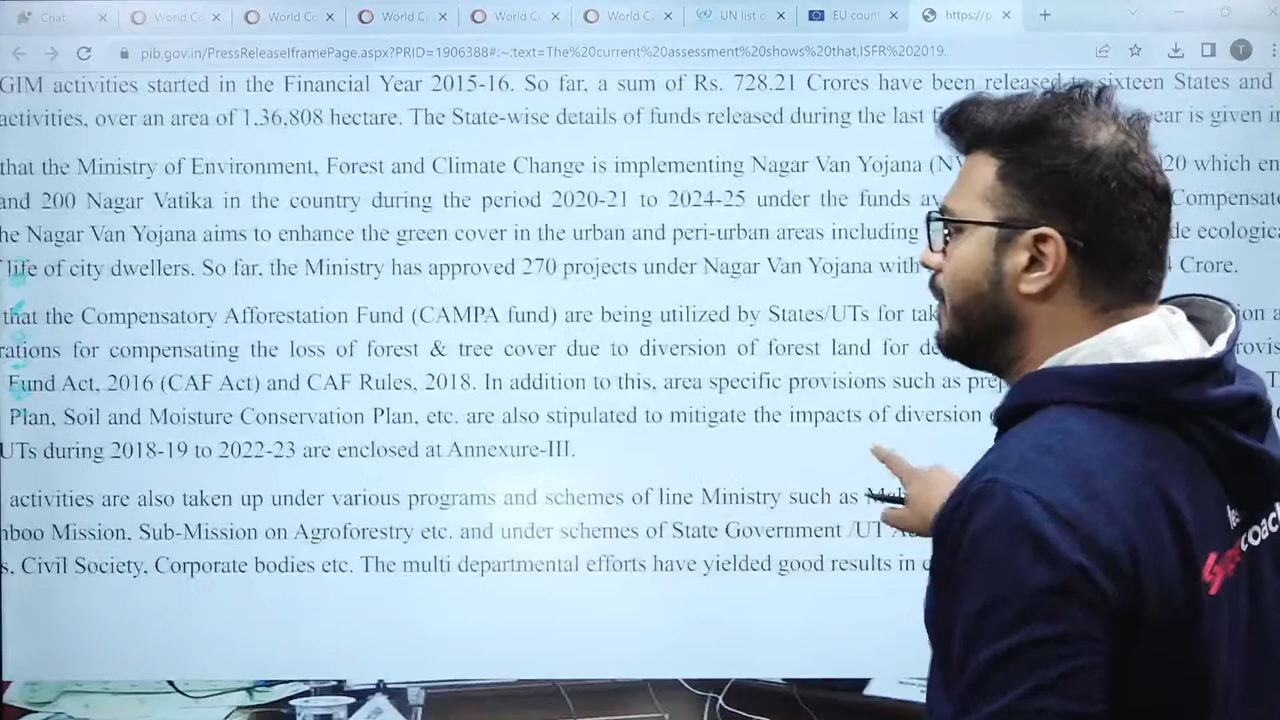 Chat
World Co
World Co
World C
World C
World C
UN list o
EU coun
https://p
pib.gov.in/PressReleaseIframePage.aspx?PRID=1906388#:~:text=The%20current%20assessment%20shows%20that,ISFR%202019.
T
GIM activities started in the Financial Year 2015-16. So far, a sum of Rs. 728.21 Crores have been released to sixteen States and
activities, over an area of 1,36,808 hectare. The State-wise details of funds released during the last ear is given i
that the Ministry of Environment, Forest and Climate Change is implementing Nagar Van Yojana (NV 20 which en
and 200 Nagar Vatika in the country during the period 2020-21 to 2024-25 under the funds av Compensat
he Nagar Van Yojana aims to enhance the green cover in the urban and peri-urban areas including de ecologica
life of city dwellers. So far, the Ministry has approved 270 projects under Nagar Van Yojana with Crore.
that the Compensatory Afforestation Fund (CAMPA fund) are being utilized by States/UTs for tak ion a
rations for compensating the loss of forest & tree cover due to diversion of forest land for de rovis
Fund Act, 2016 (CAF Act) and CAF Rules, 2018. In addition to this, area specific provisions such as prep T
Plan, Soil and Moisture Conservation Plan, etc. are also stipulated to mitigate the impacts of diversion
UTs during 2018-19 to 2022-23 are enclosed at Annexure-III.
activities are also taken up under various programs and schemes of line Ministry such as
mboo Mission, Sub-Mission on Agroforestry etc. and under schemes of State Government /UT
s, Civil Society, Corporate bodies etc. The multi departmental efforts have yielded good results in
coach